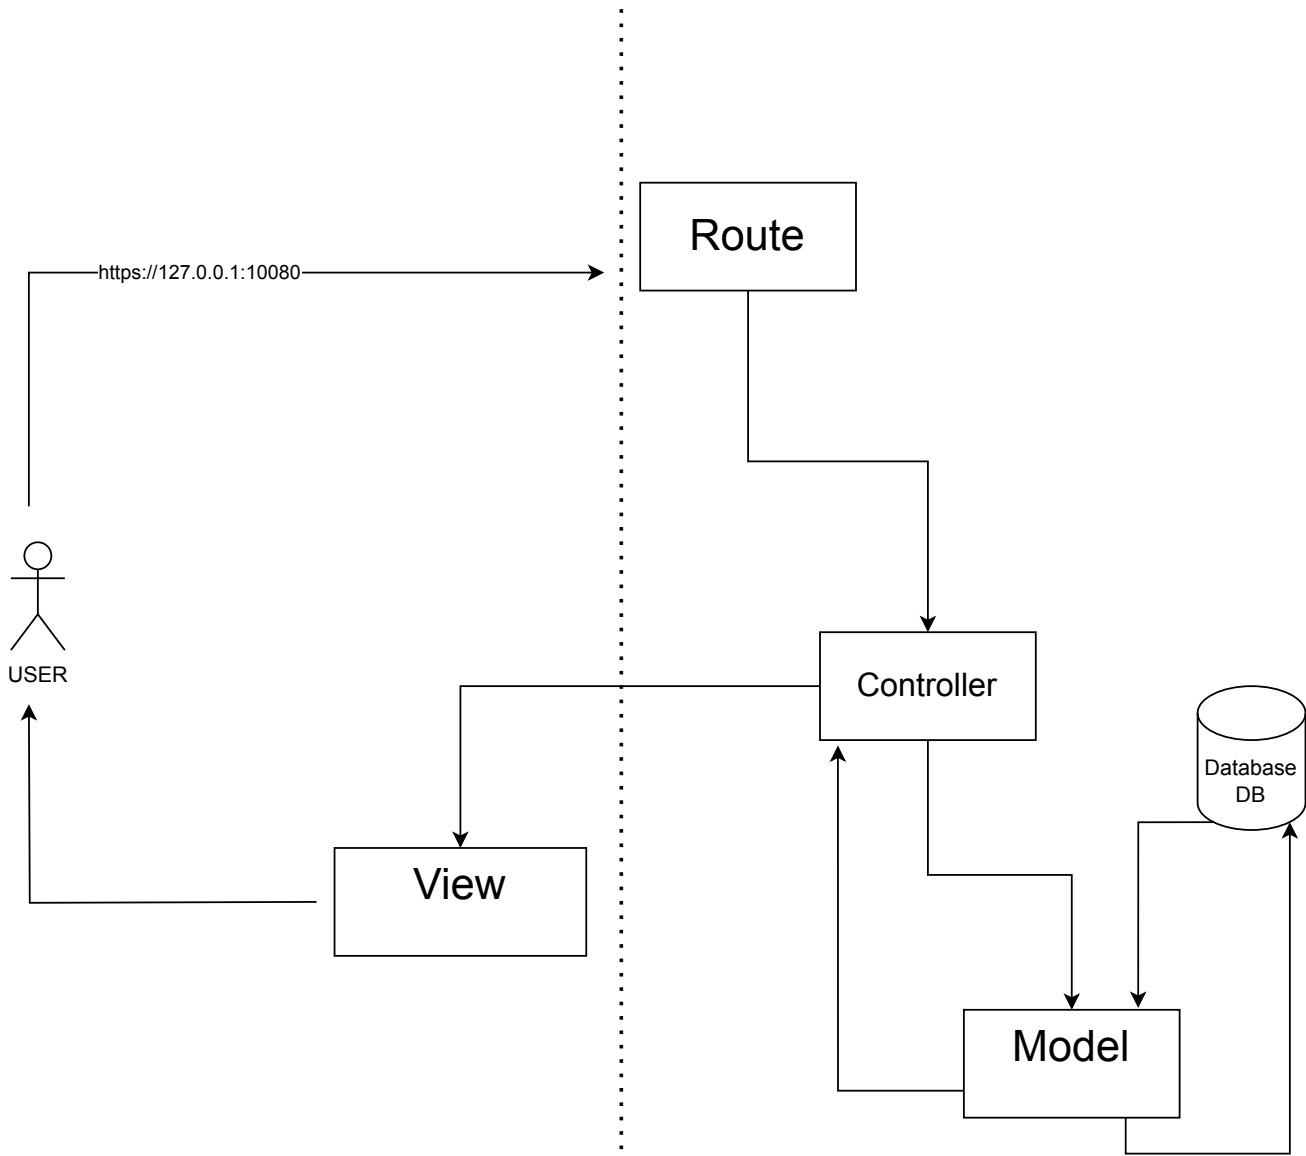 Route
https://127.0.0.1:10080
USER
Controller
Database
DB
View
Model